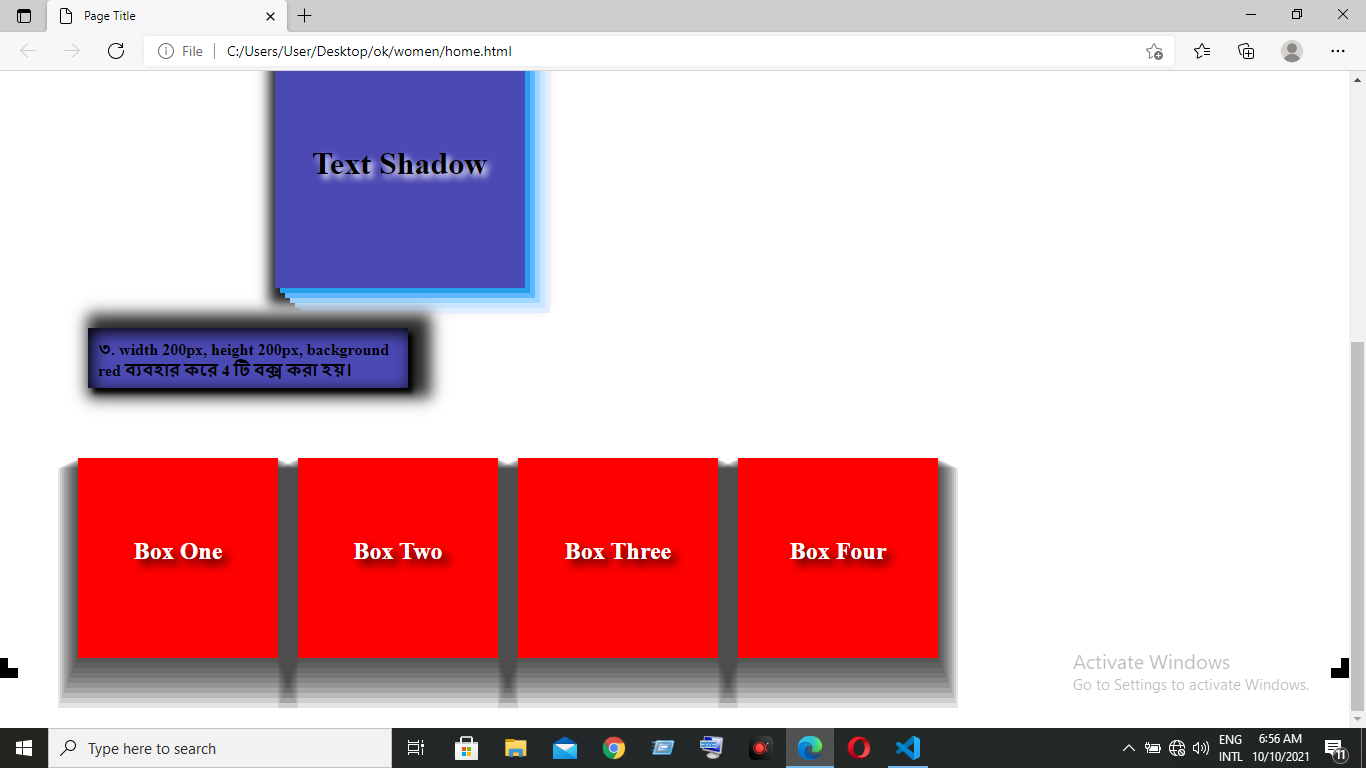 Page Title
File
C:/Users/User/Desktop/ok/women/home.html
Text Shadow
৩. width 200px, height 200px, background
red ব্যবহার করে 4 টি বক্স করা হয়।
Box One
Box Two
Box Three
Box Four
Activate Windows
Go to Settings to activate Windows.
Type here to search
ENG
INTL
6:56 AM
10/10/2021
11